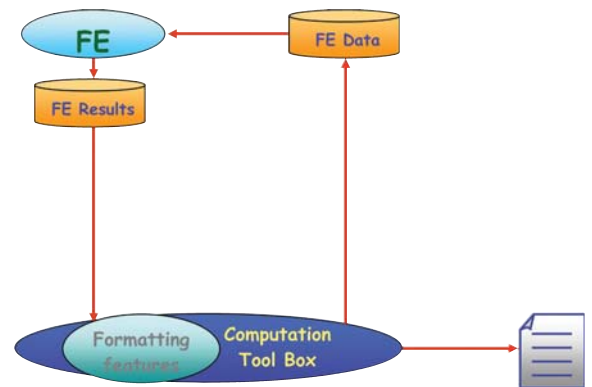 FE
FE Data
FE Results
Formatting
features
Computation
Tool Box